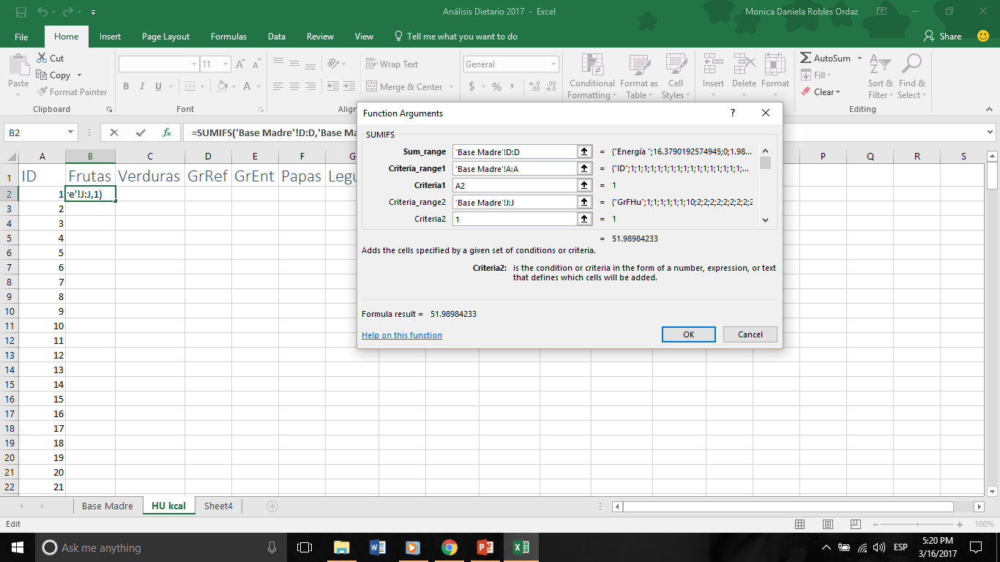 Análisis Dietario 2017 - Excel
Monica Daniela Robles Ordaz
File Home Insert Page Layout Formulas Data Review View Tell me what you want to do Share
Paste
Cut
Copy
Format Painter
Clipboard
11
B I U
A A
Font
Wrap Text
Merge & Center
Align
General
$ % ,
Conditional Formatting
Format as Table
Cell Styles
Insert Delete Format
AutoSum
Fill
Clear
Sort & Filter
Find & Select
Editing
B2
fx
=SUMIFS('Base Madre'!D:D,'Base Ma
A B C D E F G P Q R S
1 ID Frutas Verduras GrRef GrEnt Papas Legu
2 1 re'!J:J,1)
3 2
4 3
5 4
6 5
7 6
8 7
9 8
10 9
11 10
12 11
13 12
14 13
15 14
16 15
17 16
18 17
19 18
20 19
21 20
22 21
Function Arguments
?
SUMIFS
Sum_range 'Base Madre'!D:D = {"Energía ";16.3790192574945;0;1.98...
Criteria_range1 'Base Madre'!A:A = {"ID";1;1;1;1;1;1;1;1;1;1;1;1;1;1;1;1;1;...
Criteria1 A2 = 1
Criteria_range2 'Base Madre'!J:J = {"GrFHu";1;1;1;1;1;1;10;2;2;2;2;2;2;2;2;2
Criteria2 1 = 1
= 51.98984233
Adds the cells specified by a given set of conditions or criteria.
Criteria2: is the condition or criteria in the form of a number, expression, or text
that defines which cells will be added.
Formula result = 51.98984233
Help on this function
OK
Cancel
Base Madre HU kcal Sheet4
Edit
100%
Ask me anything
ESP
5:20 PM
3/16/2017